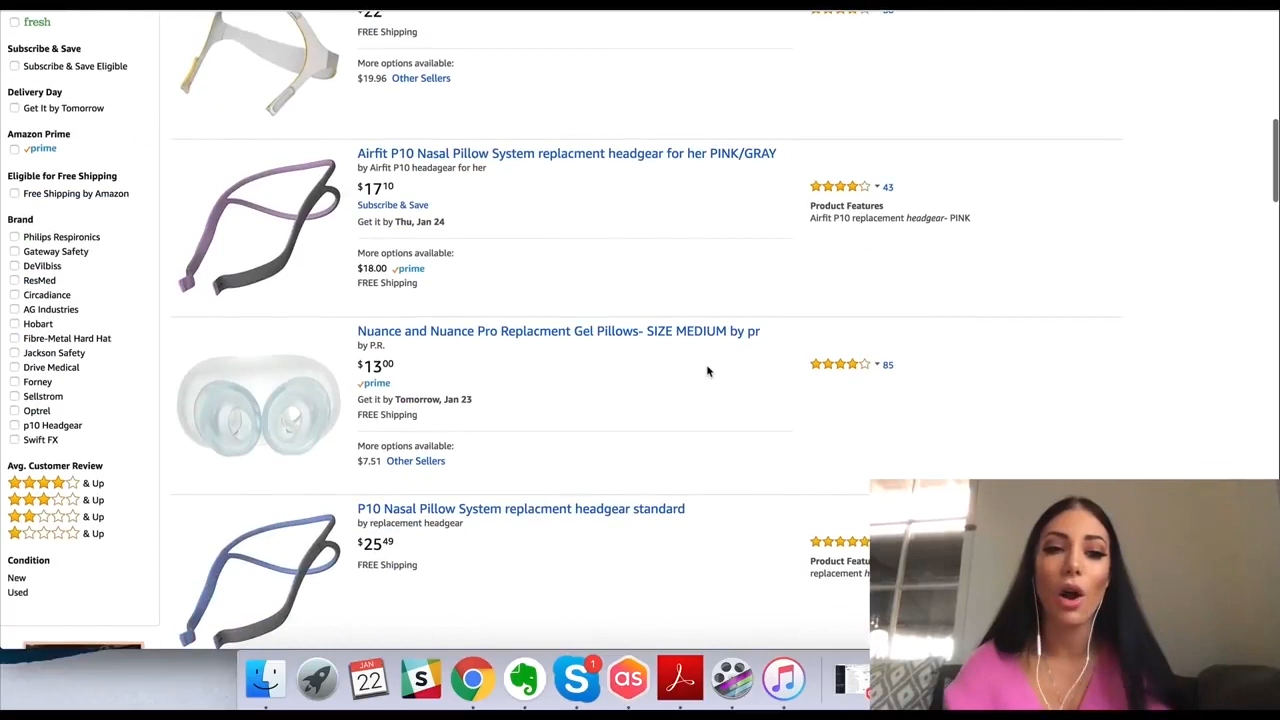 fresh
Subscribe & Save
Subscribe & Save Eligible
Delivery Day
Get It by Tomorrow
Amazon Prime
prime
Eligible for Free Shipping
Free Shipping by Amazon
Brand
Philips Respironics
Gateway Safety
DeVilbiss
ResMed
Circadiance
AG Industries
Hobart
Fibre-Metal Hard Hat
Jackson Safety
Drive Medical
Forney
Sellstrom
Optrel
p10 Headgear
Swift FX
Avg. Customer Review
& Up
& Up
& Up
& Up
Condition
New
Used
$22
FREE Shipping
More options available:
$19.96 Other Sellers
Airfit P10 Nasal Pillow System replacment headgear for her PINK/GRAY
by Airfit P10 headagear for her
$17 10
Subscribe & Save
Get it by Thu, Jan 24
More options available:
$18.00 prime
FREE Shipping
43
Product Features
Airfit P10 replacement headgear- PINK
Nuance and Nuance Pro Replacment Gel Pillows- SIZE MEDIUM by pr
by P.R.
$13 00
prime
Get it by Tomorrow, Jan 23
FREE Shipping
More options available:
$7.51 Other Sellers
85
P10 Nasal Pillow System replacment headgear standard
by replacement headgear
$25 49
FREE Shipping
Product Featu
replacement h
JAN
22
S
S
1
as